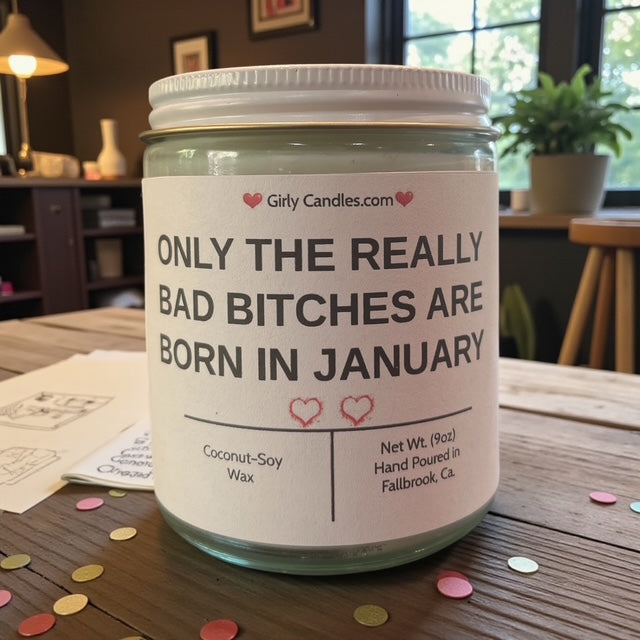 Girly Candles.com
ONLY THE REALLY
BAD BITCHES ARE
BORN IN JANUARY
Coconut-Soy
Wax
Net Wt. (9oz)
Hand Poured in
Fallbrook, Ca.